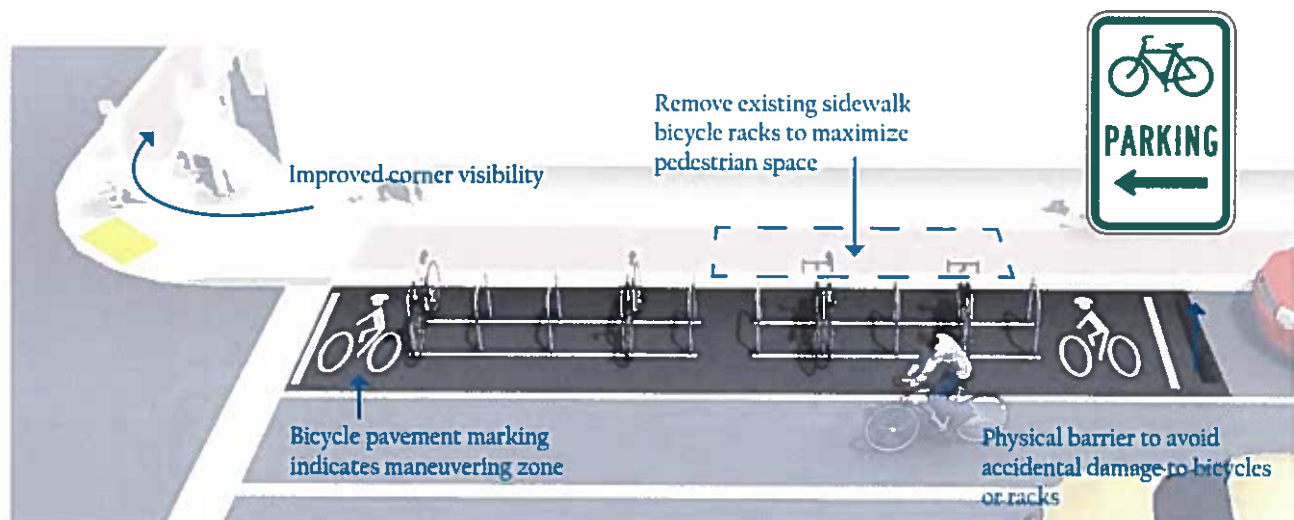 Remove existing sidewalk
bicycle racks to maximize
pedestrian space
PARKING
Improved corner visibility
Bicycle pavement marking
indicates maneuvering zone
Physical barrier to avoid
accidental damage to bicycles
or racks